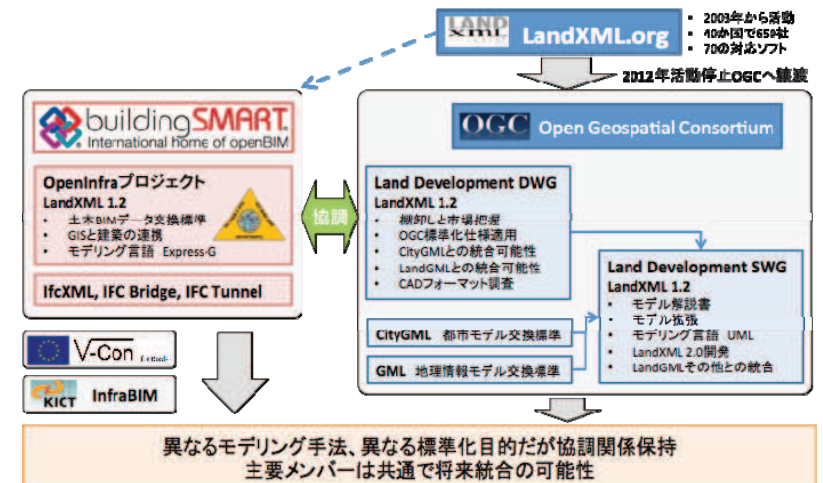 LAND
xml
LandXML.org
• 2003年から活動
• 40か国で650社
• 70の対応ソフト
2012年活動停止OGCへ譲渡
buildingSMART.
International home of openBIM
OpenInfraプロジェクト
LandXML 1.2
• 土木BIMデータ交換標準
• GISと建築の連携
• モデリング言語 Express-G
IfcXML, IFC Bridge, IFC Tunnel
協調
OGC Open Geospatial Consortium
Land Development DWG
LandXML 1.2
• 棚卸しと市場把握
• OGC標準化仕様適用
• CityGMLとの統合可能性
• LandGMLとの統合可能性
• CADフォーマット調査
CityGML 都市モデル交換標準
GML 地理情報モデル交換標準
Land Development SWG
LandXML 1.2
• モデル解説書
• モデル拡張
• モデリング言語 UML
• LandXML 2.0開発
• LandGMLその他との統合
V-Con
KICT InfraBIM
異なるモデリング手法、異なる標準化目的だが協調関係保持
主要メンバーは共通で将来統合の可能性